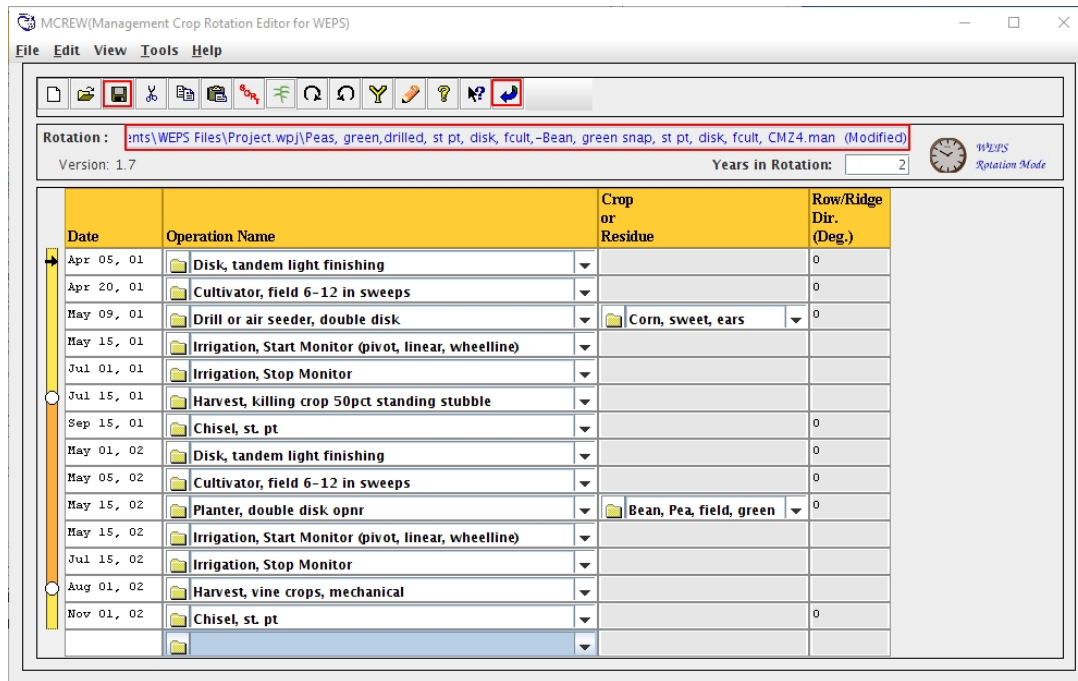 MCREW(Management Crop Rotation Editor for WEPS)
File Edit View Tools Help
SORT
Rotation : ents\WEPS Files\Project.wpj\Peas, green,drilled, st pt, disk, fcult,-Bean, green snap, st pt, disk, fcult, CMZ4.man (Modified)
Version: 1.7 Years in Rotation: 2
WEPS
Rotation Mode
Date Operation Name Crop or Residue Row/Ridge Dir. (Deg.)
Apr 05, 01 Disk, tandem light finishing 0
Apr 20, 01 Cultivator, field 6-12 in sweeps 0
May 09, 01 Drill or air seeder, double disk Corn, sweet, ears 0
May 15, 01 Irrigation, Start Monitor (pivot, linear, wheelline)
Jul 01, 01 Irrigation, Stop Monitor
Jul 15, 01 Harvest, killing crop 50pct standing stubble
Sep 15, 01 Chisel, st. pt 0
May 01, 02 Disk, tandem light finishing 0
May 05, 02 Cultivator, field 6-12 in sweeps 0
May 15, 02 Planter, double disk opnr Bean, Pea, field, green 0
May 15, 02 Irrigation, Start Monitor (pivot, linear, wheelline)
Jul 15, 02 Irrigation, Stop Monitor
Aug 01, 02 Harvest, vine crops, mechanical
Nov 01, 02 Chisel, st. pt 0